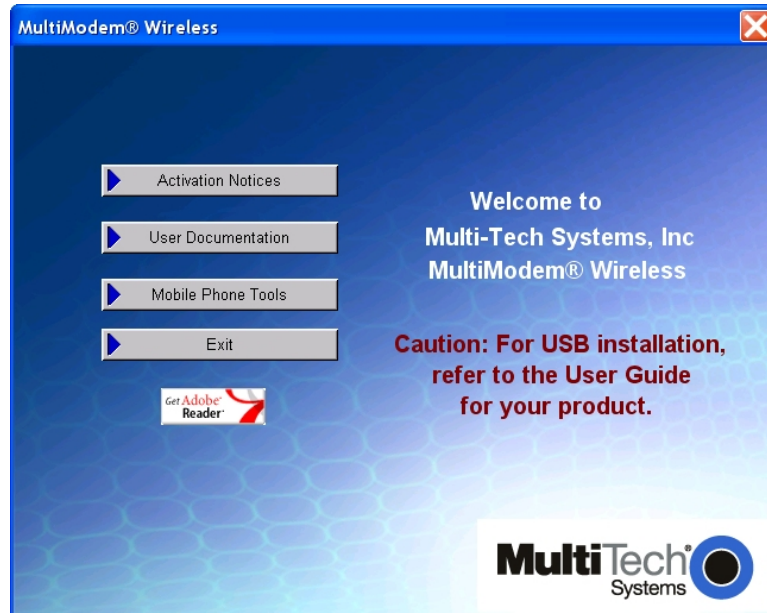 MultiModem® Wireless
Activation Notices
User Documentation
Mobile Phone Tools
Exit
Get Adobe®
Reader®
Welcome to
Multi-Tech Systems, Inc
MultiModem® Wireless
Caution: For USB installation,
refer to the User Guide
for your product.
MultiTech®
Systems